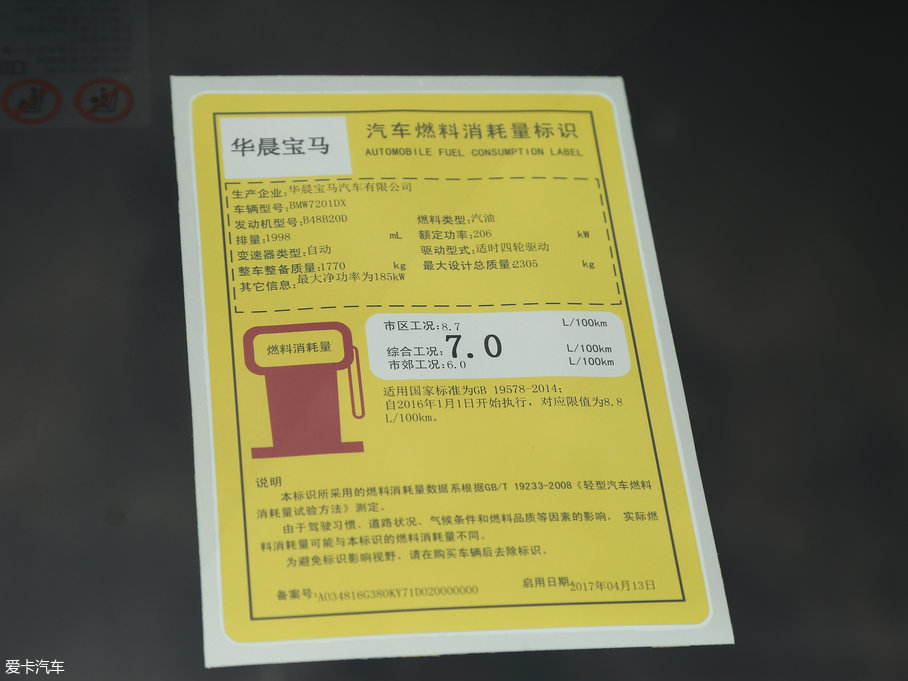 华晨宝马
汽车燃料消耗量标识
AUTOMOBILE FUEL CONSUMPTION LABEL
生产企业:华晨宝马汽车有限公司
车辆型号:BMW7201DX
发动机型号:B48B20D 燃料类型:汽油
排量:1998 mL 额定功率:206 kW
变速器类型:自动 驱动型式:适时四轮驱动
整车整备质量:1770 kg 最大设计总质量:2305 kg
其它信息:最大净功率为185kW
燃料消耗量
市区工况:8.7 L/100km
综合工况:7.0 L/100km
市郊工况:6.0 L/100km
适用国家标准为GB 19578-2014;
自2016年1月1日开始执行,对应限值为8.8
L/100km。
说明
本标识所采用的燃料消耗量数据系根据GB/T 19233-2008《轻型汽车燃料
消耗量试验方法》测定。
由于驾驶习惯、道路状况、气候条件和燃料品质等因素的影响, 实际燃
料消耗量可能与本标识的燃料消耗量不同。
为避免标识影响视野,请在购买车辆后去除标识。
备案号:A034816G380KY71D020000000 启用日期:2017年04月13日
爱卡汽车